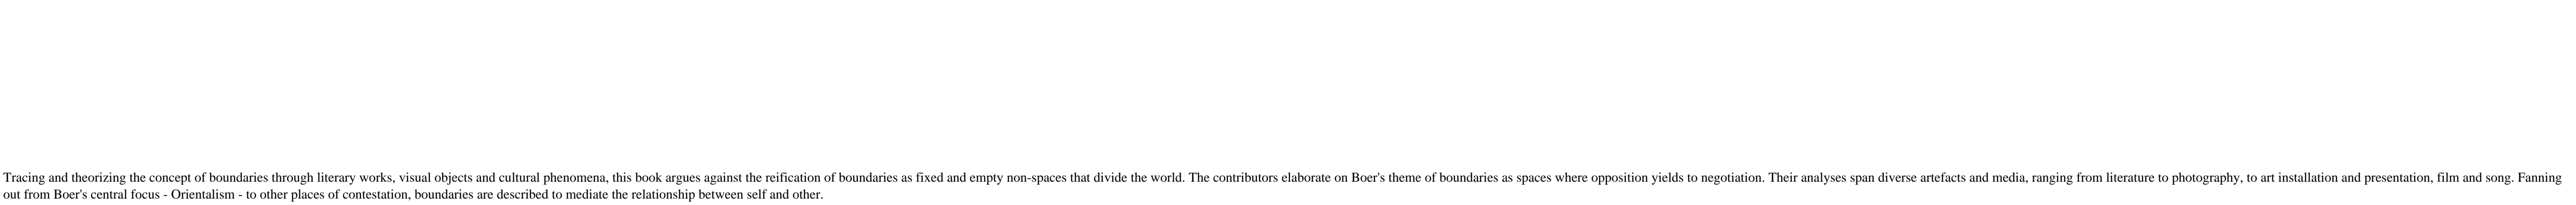 Tracing and theorizing the concept of boundaries through literary works, visual objects and cultural phenomena, this book argues against the reification of boundaries as fixed and empty non-spaces that divide the world. The contributors elaborate on Boer's theme of boundaries as spaces where opposition yields to negotiation. Their analyses span diverse artefacts and media, ranging from literature to photography, to art installation and presentation, film and song. Fanning
out from Boer's central focus - Orientalism - to other places of contestation, boundaries are described to mediate the relationship between self and other.